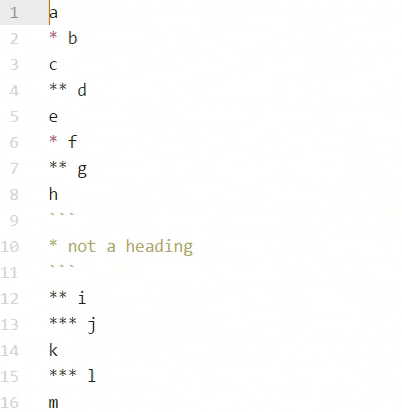 1 a
2 * b
3 c
4 ** d
5 e
6 * f
7 ** g
8 h
9 ```
10 * not a heading
11 ```
12 ** i
13 *** j
14 k
15 *** l
16 m